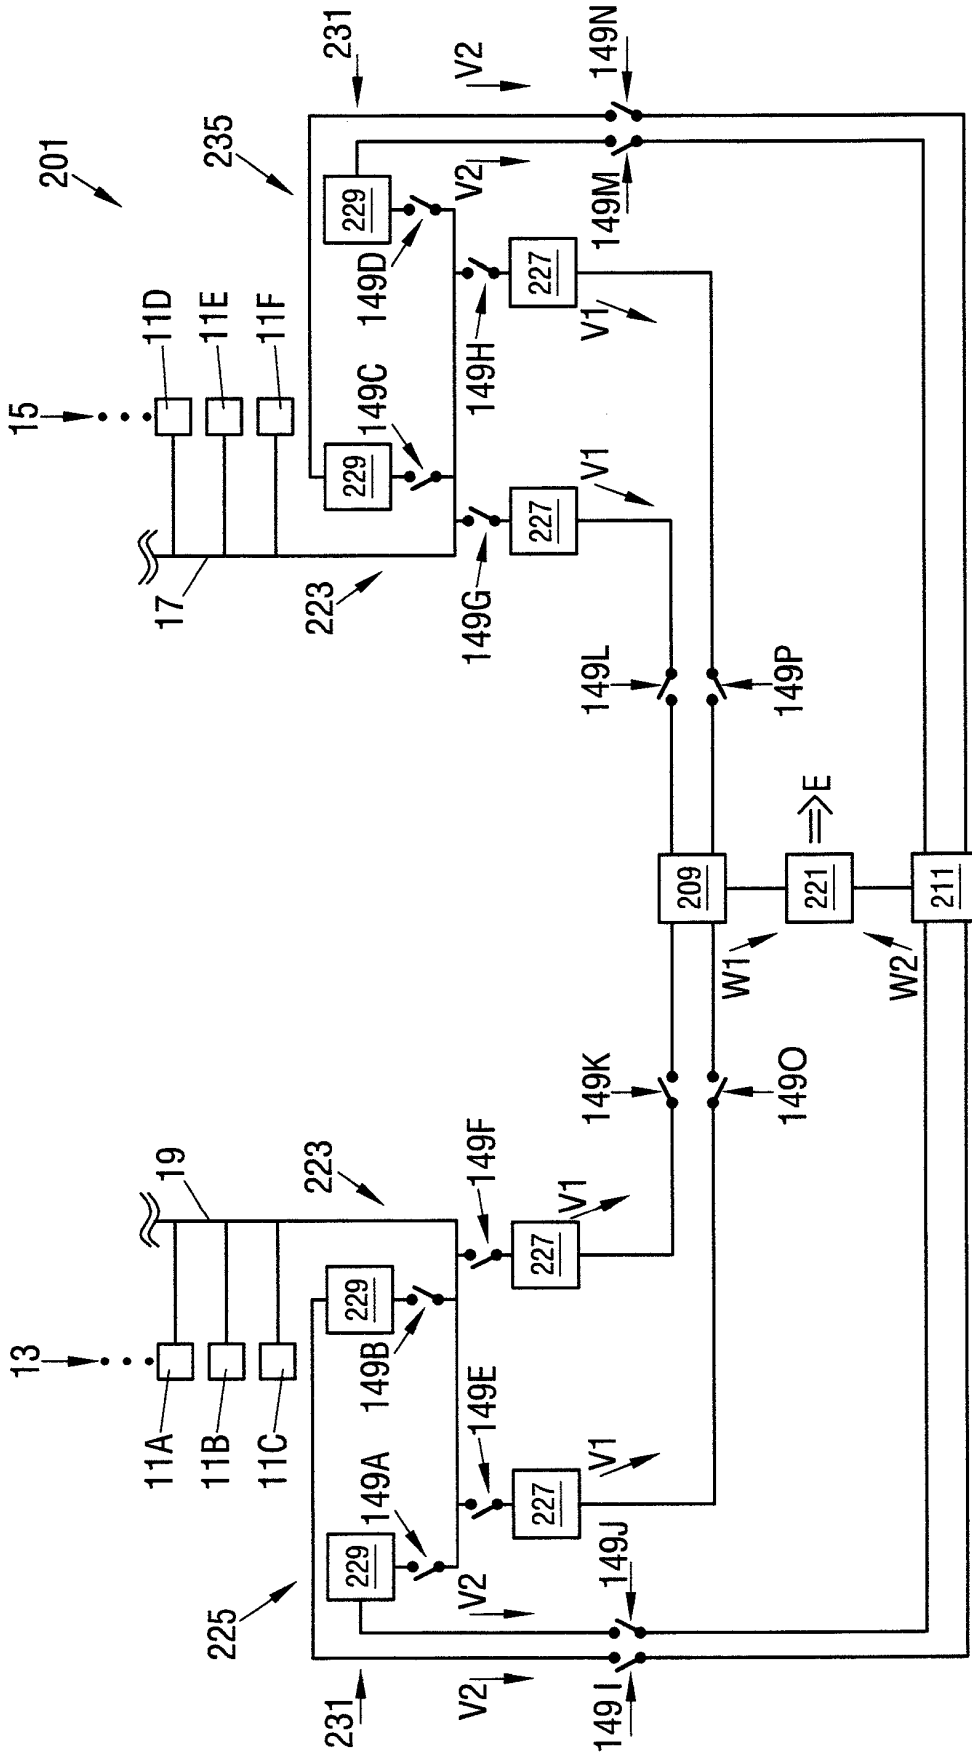 201
13
15
19
17
11A
11B
11C
11D
11E
11F
225
223
223
235
231
231
229
229
229
229
149A
149B
149C
149D
149E
149F
149G
149H
227
227
227
227
V2
V2
V1
V1
V1
V1
V2
V2
149I
149J
149K
149L
149M
149N
149O
149P
209
W1
221
⇒E
W2
211